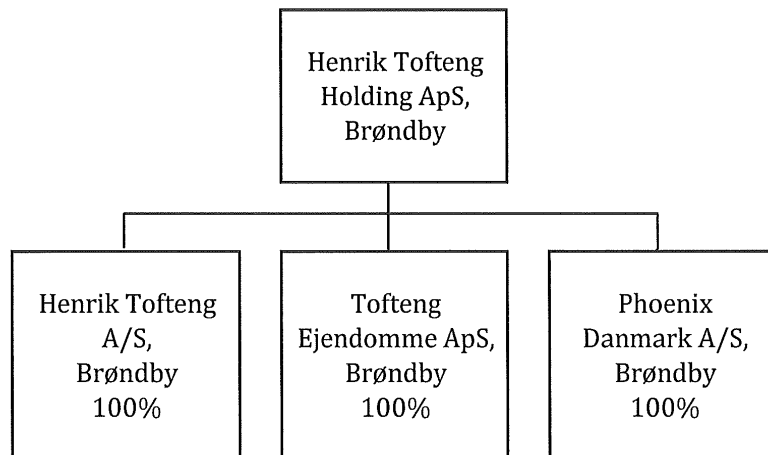 Henrik Tofteng
Holding ApS,
Brøndby
Henrik Tofteng
A/S,
Brøndby
100%
Tofteng
Ejendomme ApS,
Brøndby
100%
Phoenix
Danmark A/S,
Brøndby
100%